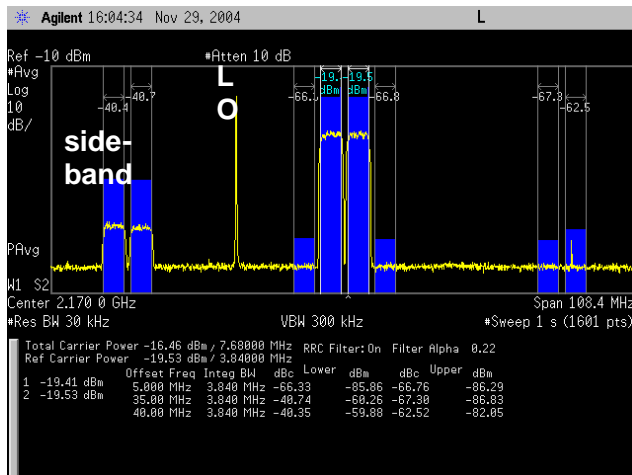 Agilent 16:04:34 Nov 29, 2004 L
Ref -10 dBm #Atten 10 dB
#Avg
Log
10
dB/
-40.7
-66.8
-67.3
-62.5
-19.5
dBm dBm
L
O
side-
band
PAvg
W1 S2
Center 2.170 0 GHz Span 108.4 MHz
#Res BW 30 kHz VBW 300 kHz #Sweep 1 s (1601 pts)
Total Carrier Power -16.46 dBm/ 7.68000 MHz RRC Filter: On Filter Alpha 0.22
Ref Carrier Power -19.53 dBm/ 3.84000 MHz
Offset Freq Integ BW dBc Lower dBm dBc Upper dBm
1 -19.41 dBm 5.000 MHz 3.840 MHz -66.33 -85.86 -66.76 -86.29
2 -19.53 dBm 35.00 MHz 3.840 MHz -40.74 -60.26 -67.30 -86.83
40.00 MHz 3.840 MHz -40.35 -59.88 -62.52 -82.05